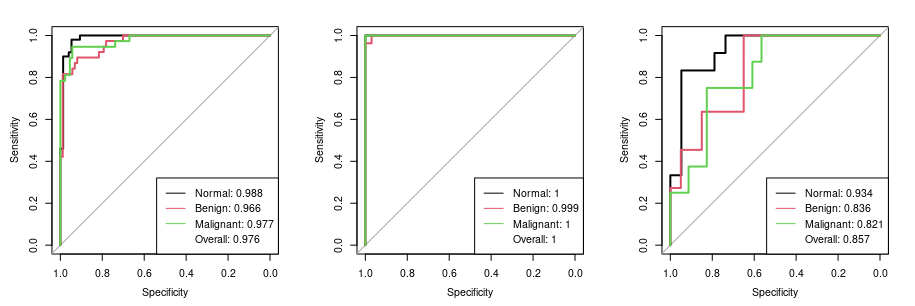 Sensitivity
1.0
0.8
0.6
0.4
0.2
0.0
Normal: 0.988
Benign: 0.966
Malignant: 0.977
Overall: 0.976
1.0 0.8 0.6 0.4 0.2 0.0
Specificity
Sensitivity
1.0
0.8
0.6
0.4
0.2
0.0
Normal: 1
Benign: 0.999
Malignant: 1
Overall: 1
1.0 0.8 0.6 0.4 0.2 0.0
Specificity
Sensitivity
1.0
0.8
0.6
0.4
0.2
0.0
Normal: 0.934
Benign: 0.836
Malignant: 0.821
Overall: 0.857
1.0 0.8 0.6 0.4 0.2 0.0
Specificity